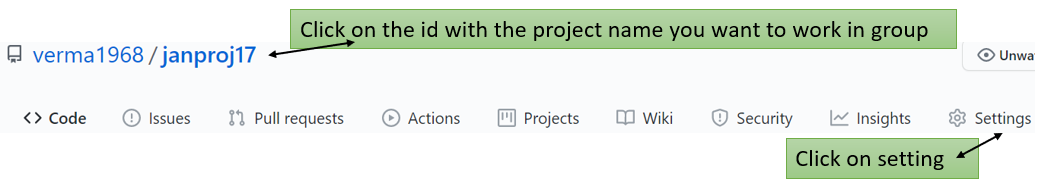 Click on the id with the project name you want to work in group
verma1968 / janproj17
Unwa
Code Issues Pull requests Actions Projects Wiki Security Insights Settings
Click on setting